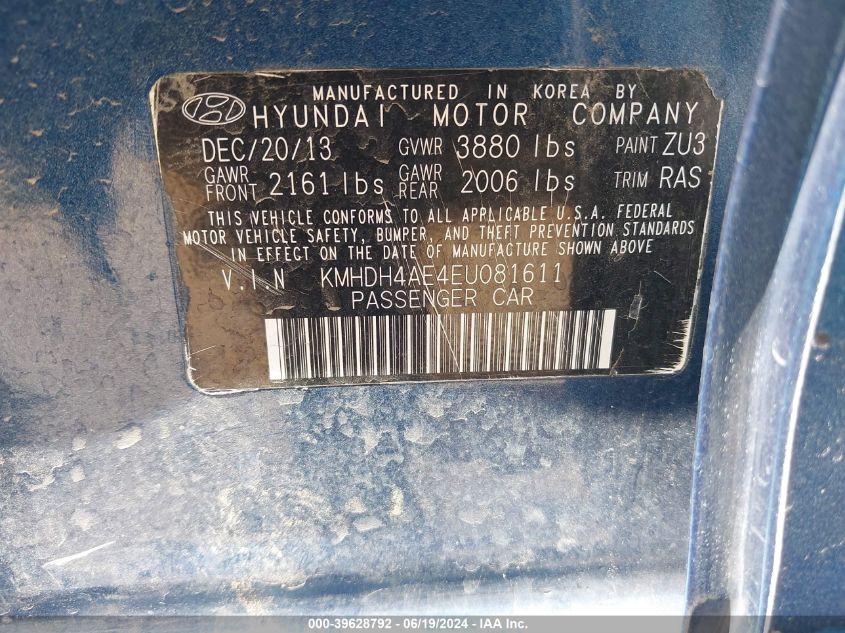 MANUFACTURED IN KOREA BY
HYUNDAI MOTOR COMPANY
DEC/20/13 GVWR 3880 lbs PAINT ZU3
GAWR FRONT 2161 lbs GAWR REAR 2006 lbs TRIM RAS
THIS VEHICLE CONFORMS TO ALL APPLICABLE U.S.A. FEDERAL
MOTOR VEHICLE SAFETY, BUMPER, AND THEFT PREVENTION STANDARDS
IN EFFECT ON THE DATE OF MANUFACTURE SHOWN ABOVE
V.I.N KMHDH4AE4EU081611
PASSENGER CAR
000-39628792 / 06/19/2024 - IAA Inc.